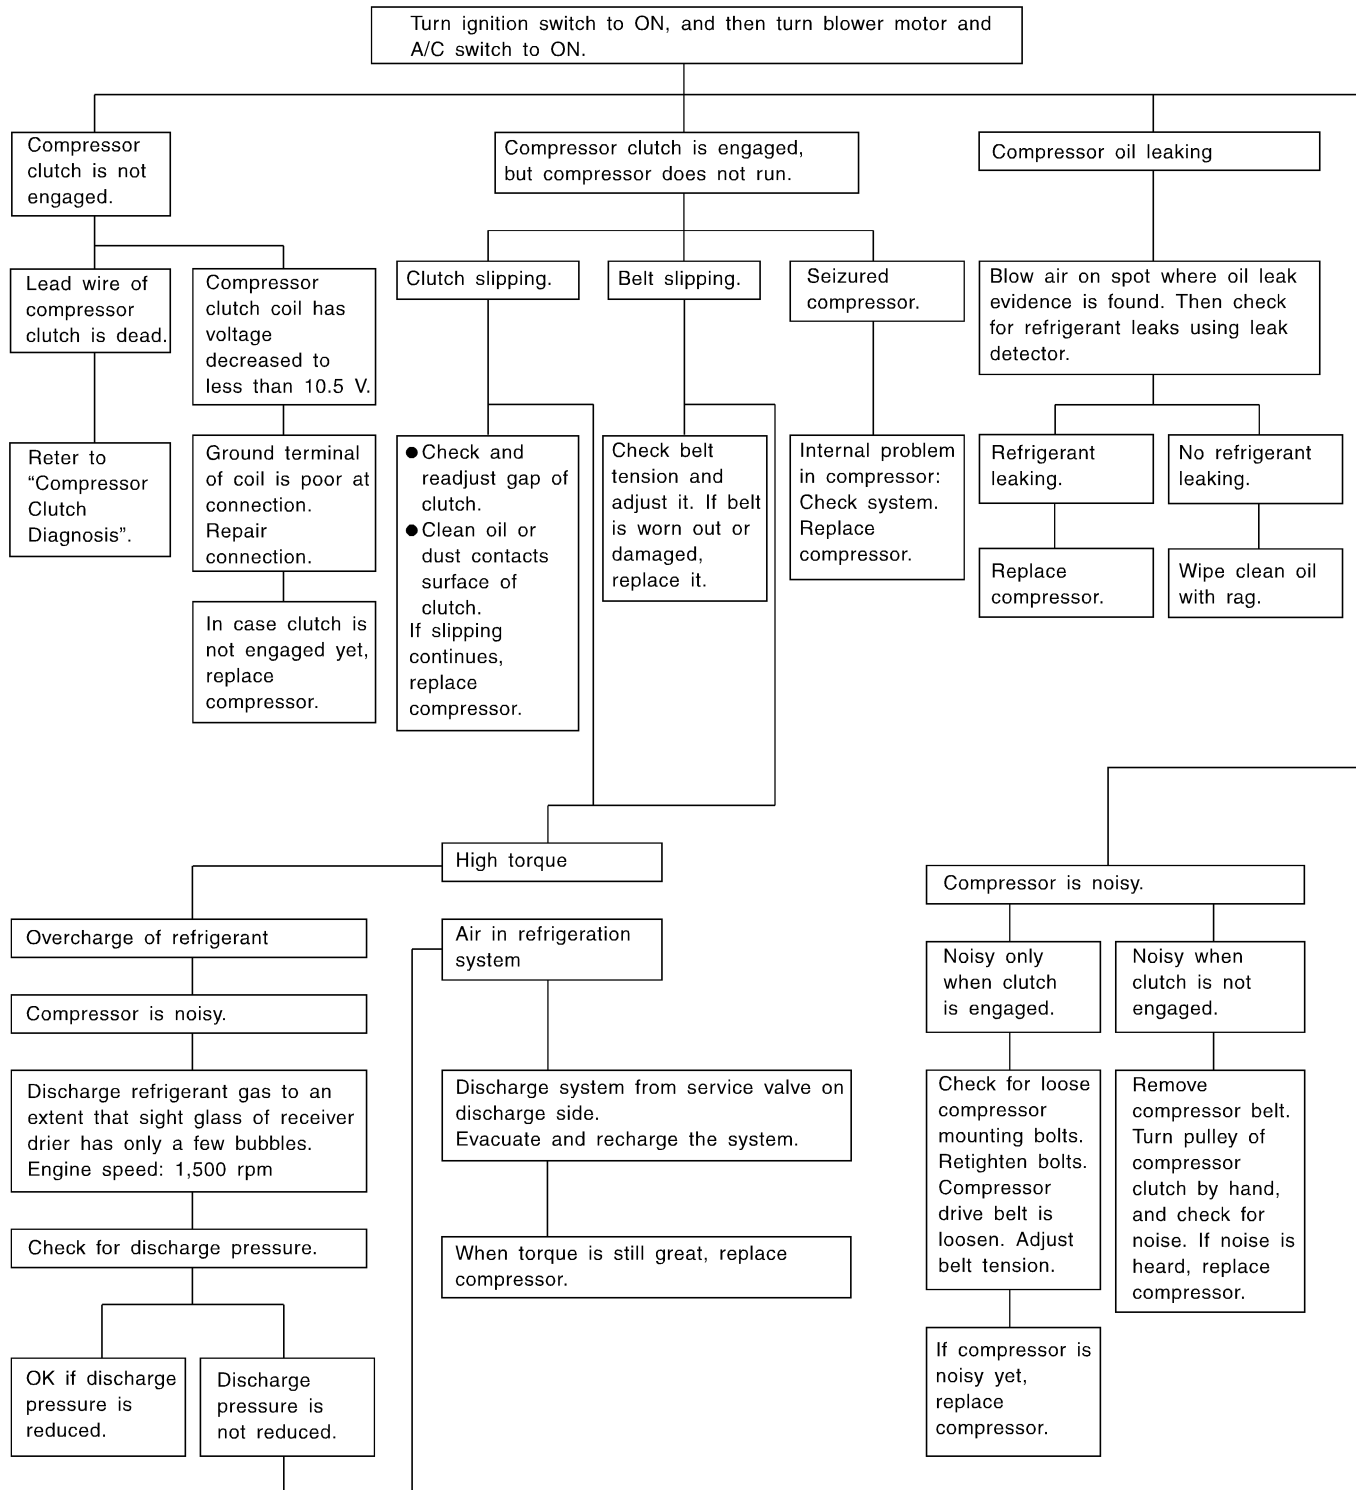 Turn ignition switch to ON, and then turn blower motor and
A/C switch to ON.
Compressor
clutch is not
engaged.
Compressor clutch is engaged,
but compressor does not run.
Compressor oil leaking
Lead wire of
compressor
clutch is dead.
Compressor
clutch coil has
voltage
decreased to
less than 10.5 V.
Clutch slipping.
Belt slipping.
Seizured
compressor.
Blow air on spot where oil leak
evidence is found. Then check
for refrigerant leaks using leak
detector.
Reter to
“Compressor
Clutch
Diagnosis”.
Ground terminal
of coil is poor at
connection.
Repair
connection.
● Check and
readjust gap of
clutch.
● Clean oil or
dust contacts
surface of
clutch.
If slipping
continues,
replace
compressor.
Check belt
tension and
adjust it. If belt
is worn out or
damaged,
replace it.
Internal problem
in compressor:
Check system.
Replace
compressor.
Refrigerant
leaking.
No refrigerant
leaking.
Replace
compressor.
Wipe clean oil
with rag.
In case clutch is
not engaged yet,
replace
compressor.
High torque
Overcharge of refrigerant
Compressor is noisy.
Discharge refrigerant gas to an
extent that sight glass of receiver
drier has only a few bubbles.
Engine speed: 1,500 rpm
Check for discharge pressure.
OK if discharge
pressure is
reduced.
Discharge
pressure is
not reduced.
Air in refrigeration
system
Discharge system from service valve on
discharge side.
Evacuate and recharge the system.
When torque is still great, replace
compressor.
Compressor is noisy.
Noisy only
when clutch
is engaged.
Noisy when
clutch is not
engaged.
Check for loose
compressor
mounting bolts.
Retighten bolts.
Compressor
drive belt is
loosen. Adjust
belt tension.
Remove
compressor belt.
Turn pulley of
compressor
clutch by hand,
and check for
noise. If noise is
heard, replace
compressor.
If compressor is
noisy yet,
replace
compressor.